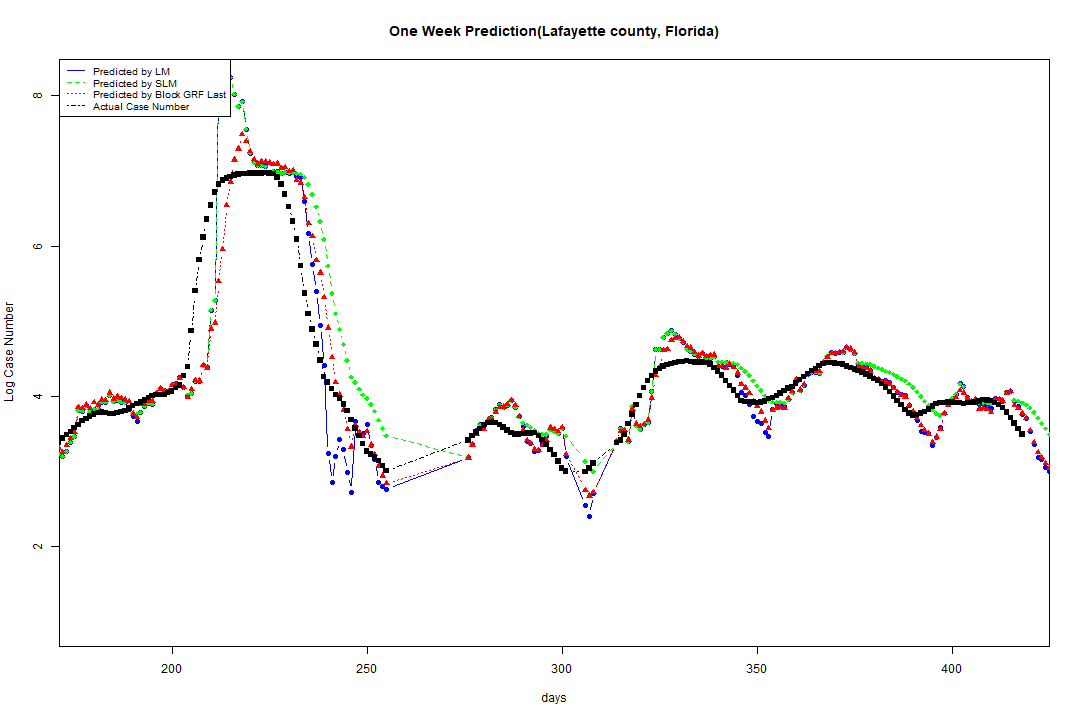 One Week Prediction(Lafayette county, Florida)
Predicted by LM
Predicted by SLM
Predicted by Block GRF Last
Actual Case Number
8
6
4
2
Log Case Number
200 250 300 350 400
days